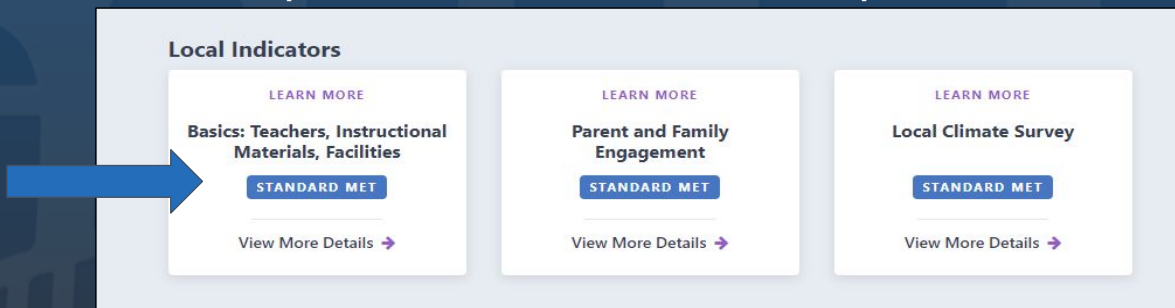 Local Indicators
LEARN MORE
Basics: Teachers, Instructional
Materials, Facilities
STANDARD MET
View More Details
LEARN MORE
Parent and Family
Engagement
STANDARD MET
View More Details
LEARN MORE
Local Climate Survey
STANDARD MET
View More Details